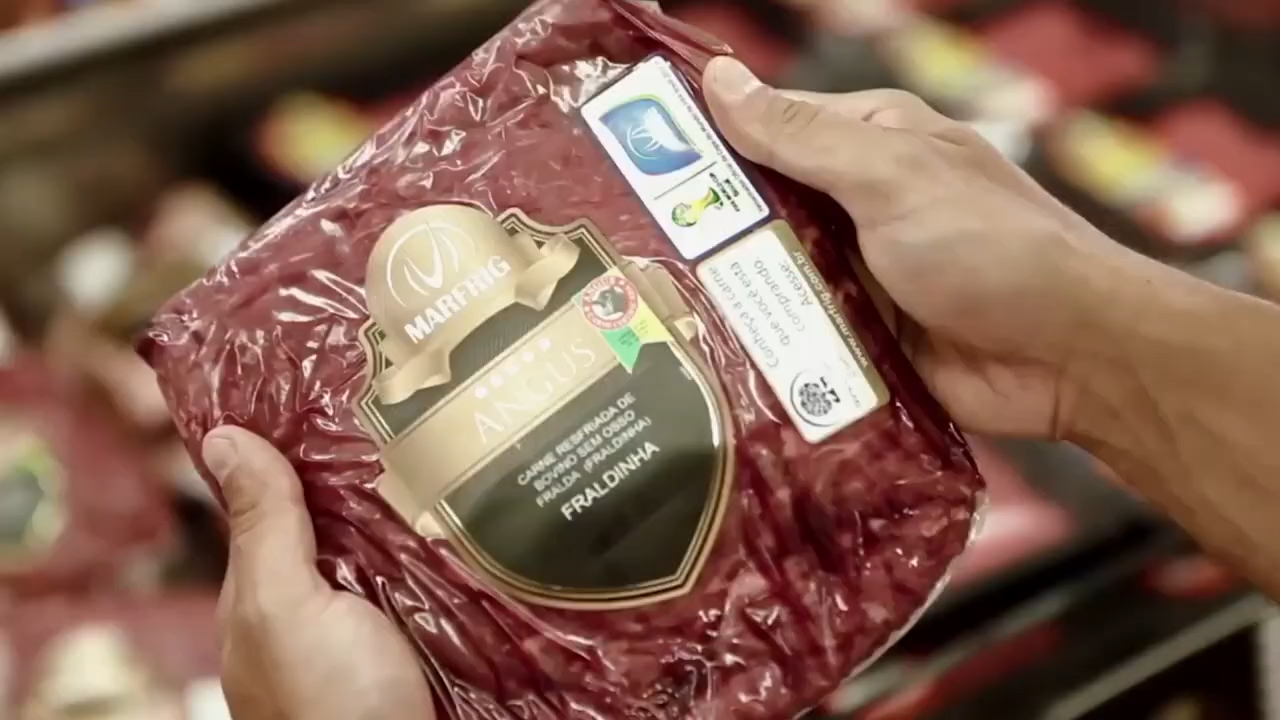 MARFRIG
ANGUS
CARNE RESFRIADA DE
BOVINO SEM OSSO
FRALDA (FRALDINHA)
FRALDINHA
Conheça a carne
que você está
comprando.
Acesse:
www.marfrig.com.br